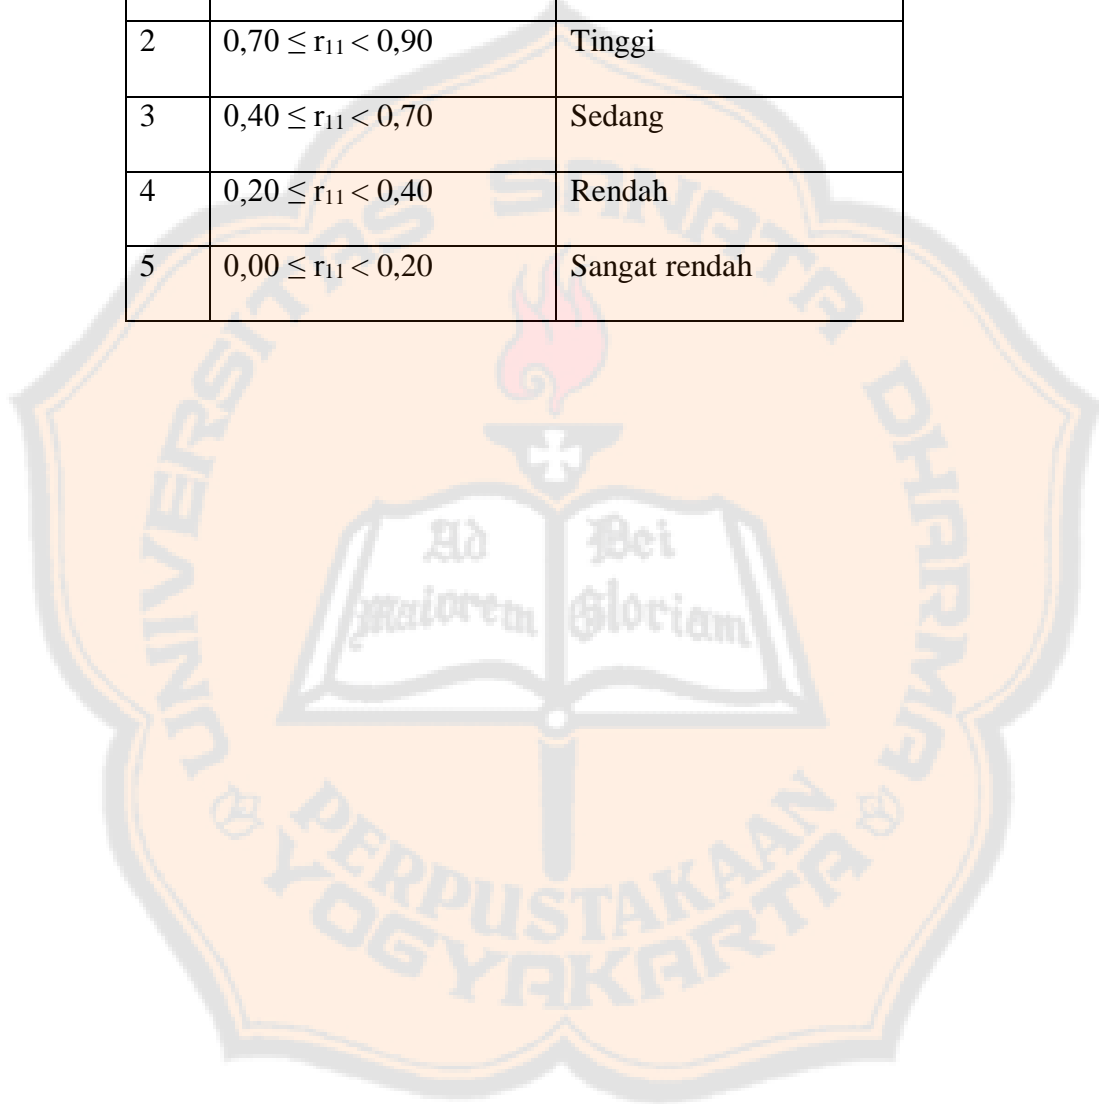 2 0,70 ≤ r₁₁ < 0,90 Tinggi
3 0,40 ≤ r₁₁ < 0,70 Sedang
4 0,20 ≤ r₁₁ < 0,40 Rendah
5 0,00 ≤ r₁₁ < 0,20 Sangat rendah
UNIVERSITAS SANATA DHARMA
Ad Dei
Maiorem Gloriam
PERPUSTAKAAN
YOGYAKARTA